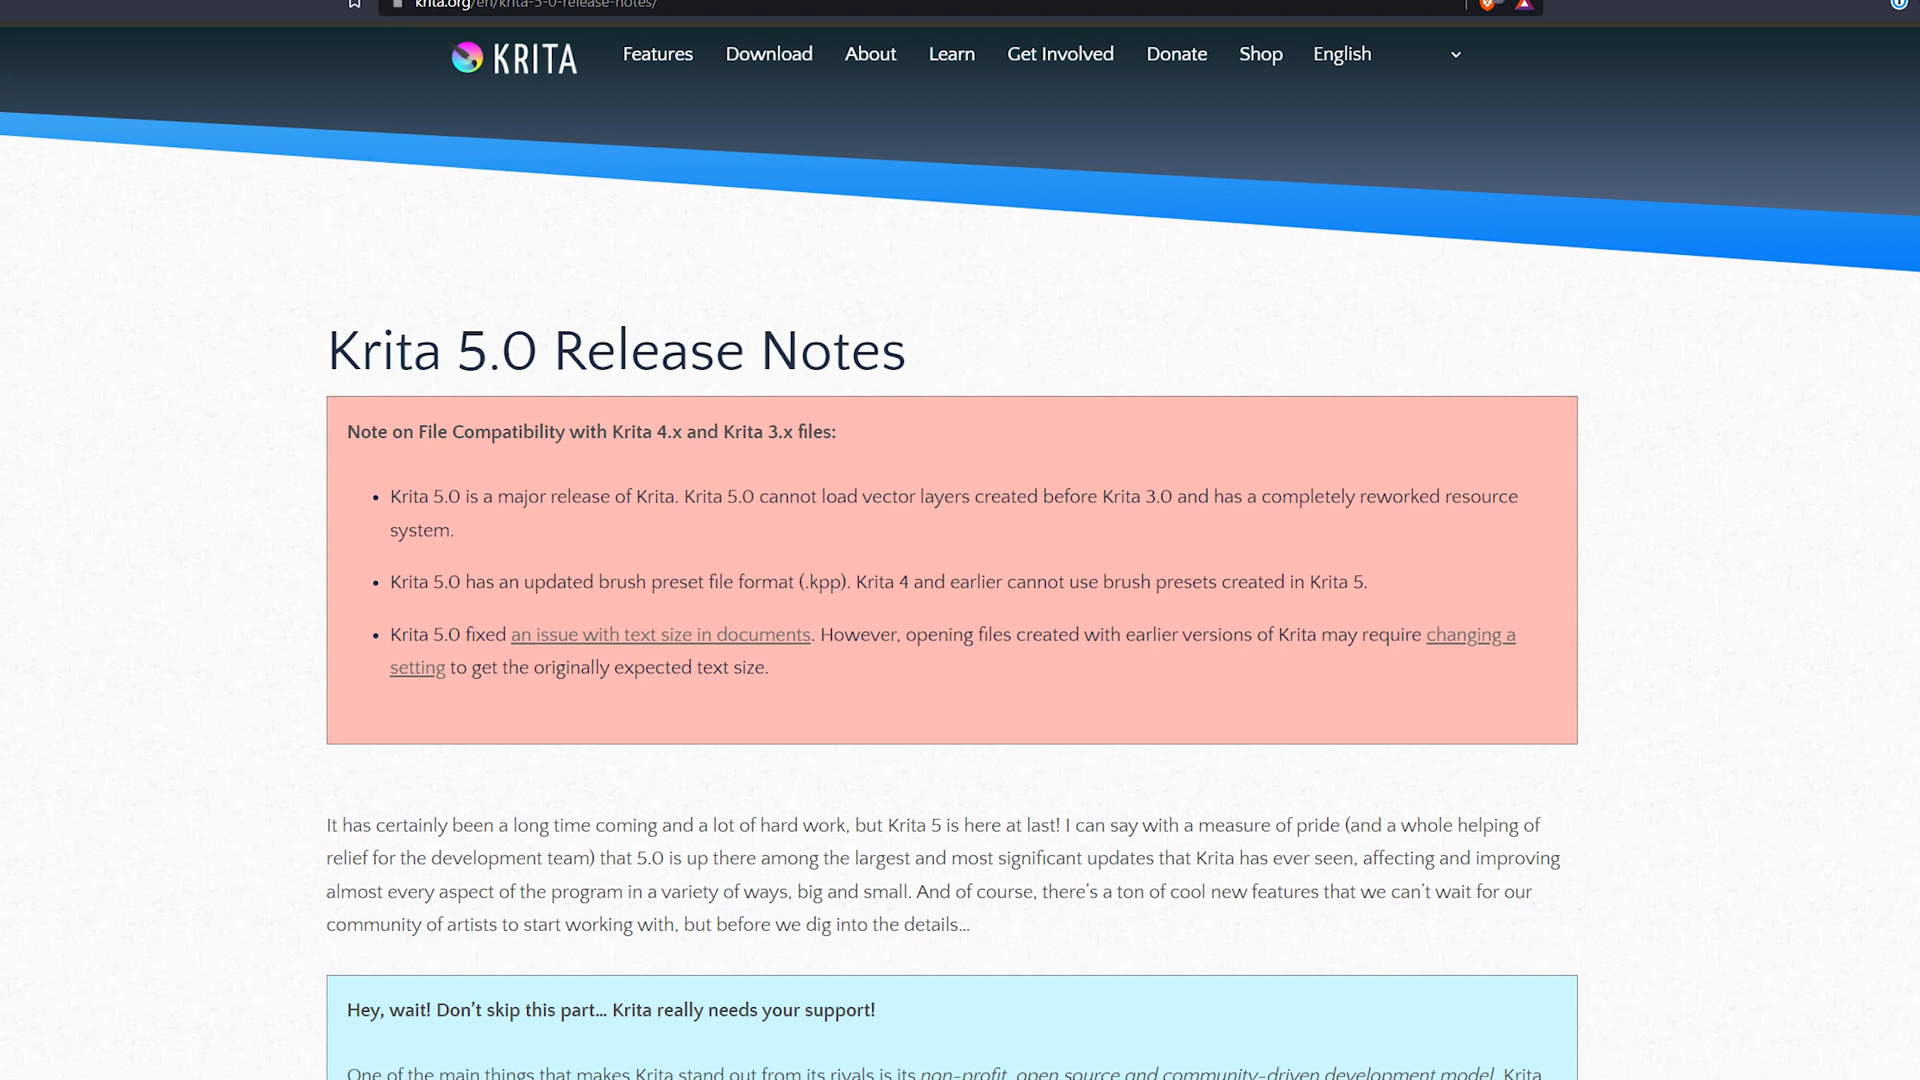 krita.org/en/krita-5-0-release-notes/
KRITA Features Download About Learn Get Involved Donate Shop English
Krita 5.0 Release Notes
Note on File Compatibility with Krita 4.x and Krita 3.x files:
• Krita 5.0 is a major release of Krita. Krita 5.0 cannot load vector layers created before Krita 3.0 and has a completely reworked resource
system.
• Krita 5.0 has an updated brush preset file format (.kpp). Krita 4 and earlier cannot use brush presets created in Krita 5.
• Krita 5.0 fixed an issue with text size in documents. However, opening files created with earlier versions of Krita may require changing a
setting to get the originally expected text size.
It has certainly been a long time coming and a lot of hard work, but Krita 5 is here at last! I can say with a measure of pride (and a whole helping of
relief for the development team) that 5.0 is up there among the largest and most significant updates that Krita has ever seen, affecting and improving
almost every aspect of the program in a variety of ways, big and small. And of course, there's a ton of cool new features that we can't wait for our
community of artists to start working with, but before we dig into the details…
Hey, wait! Don't skip this part… Krita really needs your support!
One of the main things that makes Krita stand out from its rivals is its non-profit, open source and community-driven development model. Krita